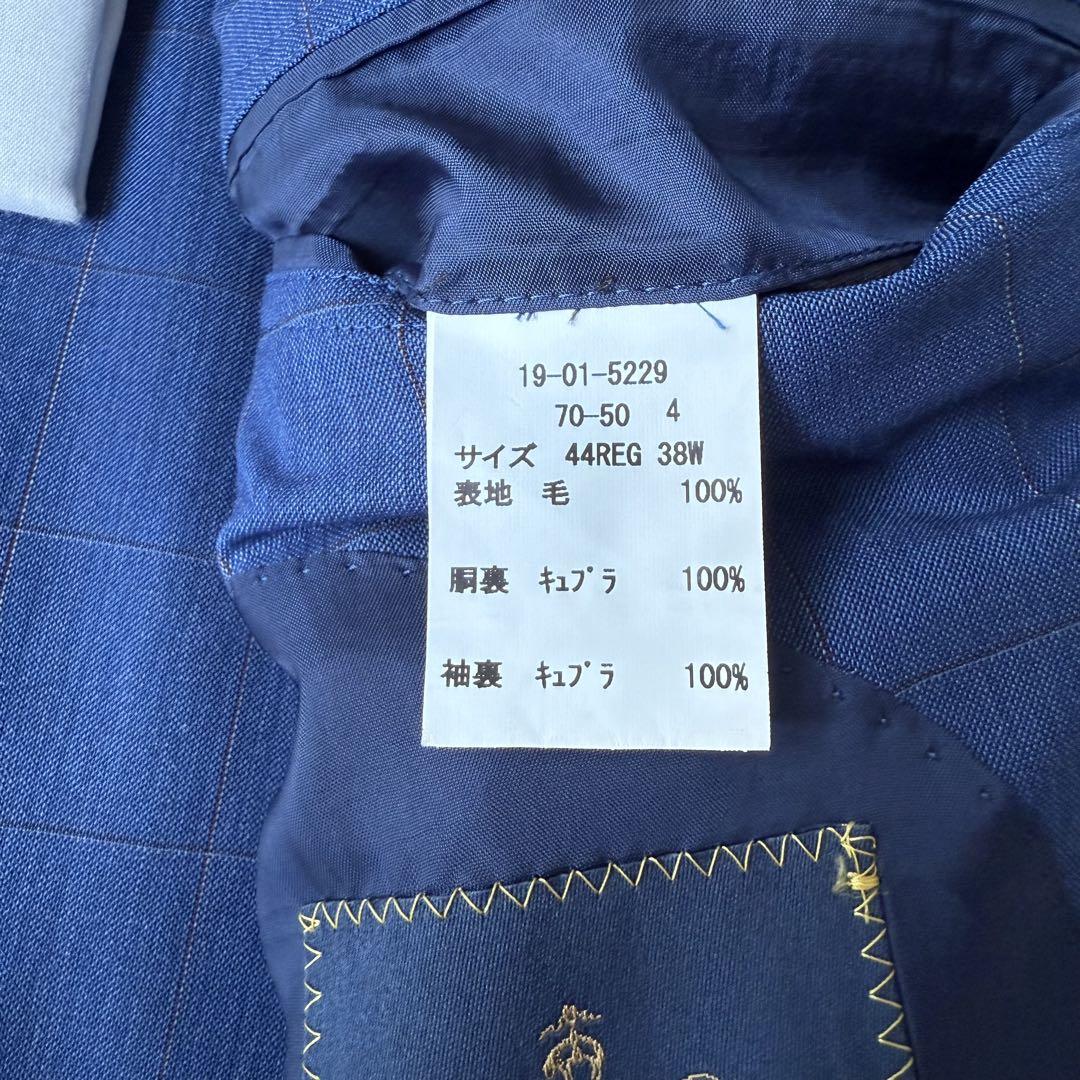 19-01-5229
70-50 4
サイズ 44REG 38W
表地 毛 100%
胴裏 ｷｭﾌﾟﾗ 100%
袖裏 ｷｭﾌﾟﾗ 100%